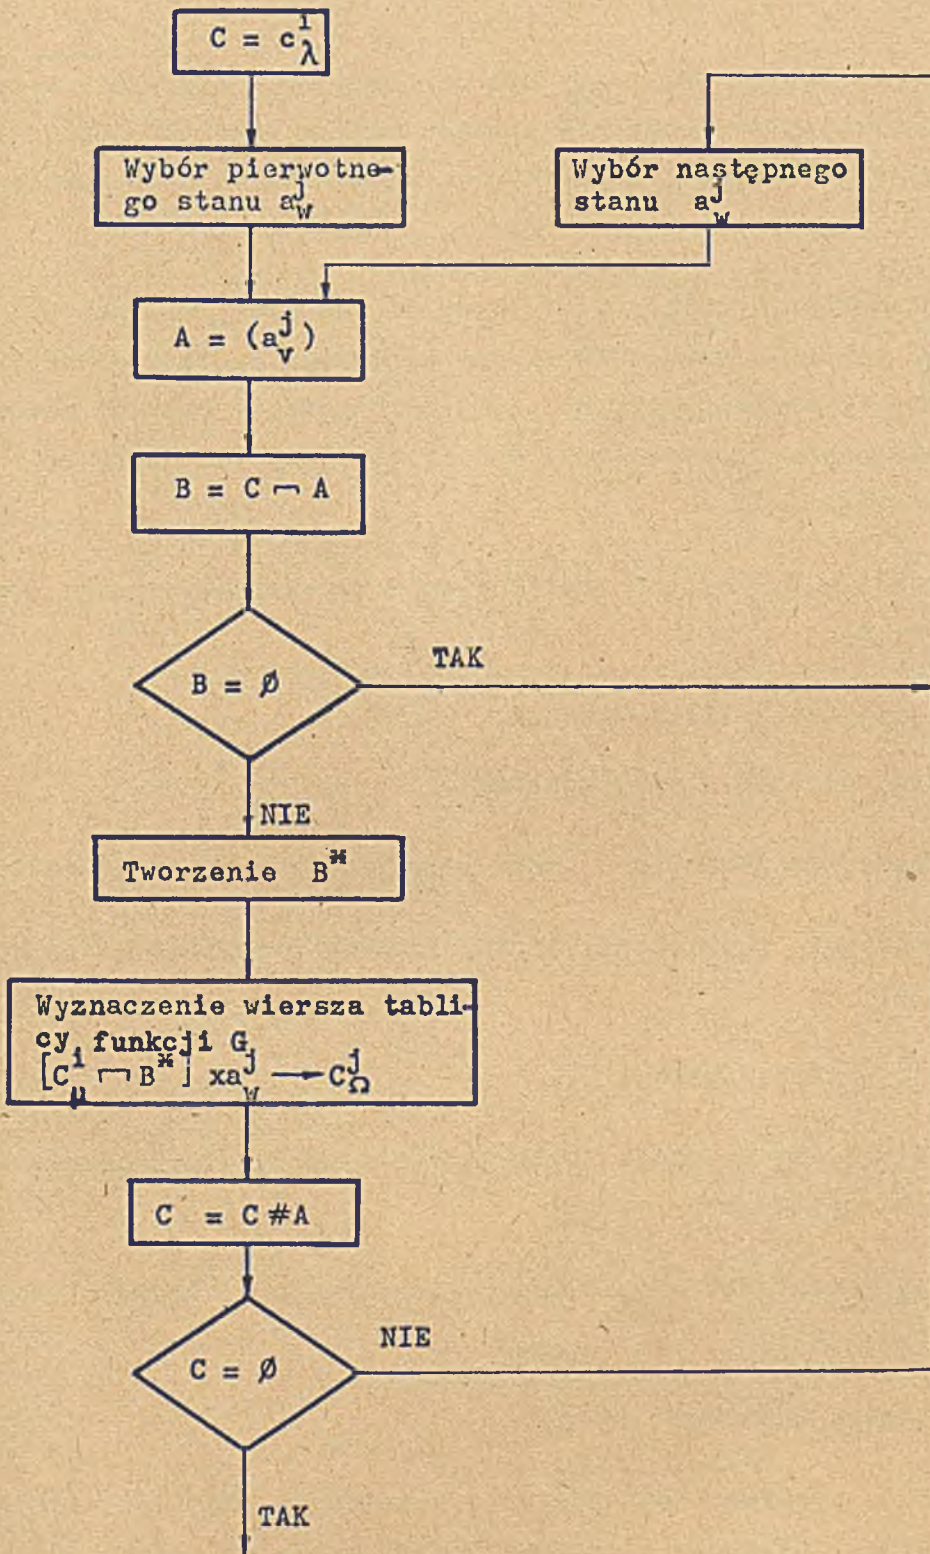 C = c^i_λ
Wybór pierwotne-
go stanu a^j_w
Wybór następnego
stanu a^j_w
A = (a^j_v)
B = C ⌐¬ A
B = Ø
TAK
NIE
Tworzenie B^*
Wyznaczenie wiersza tabli-
cy funkcji G
[C^i_μ ⌐¬ B^*] xa^j_w → C^j_Ω
C = C #A
C = Ø
NIE
TAK